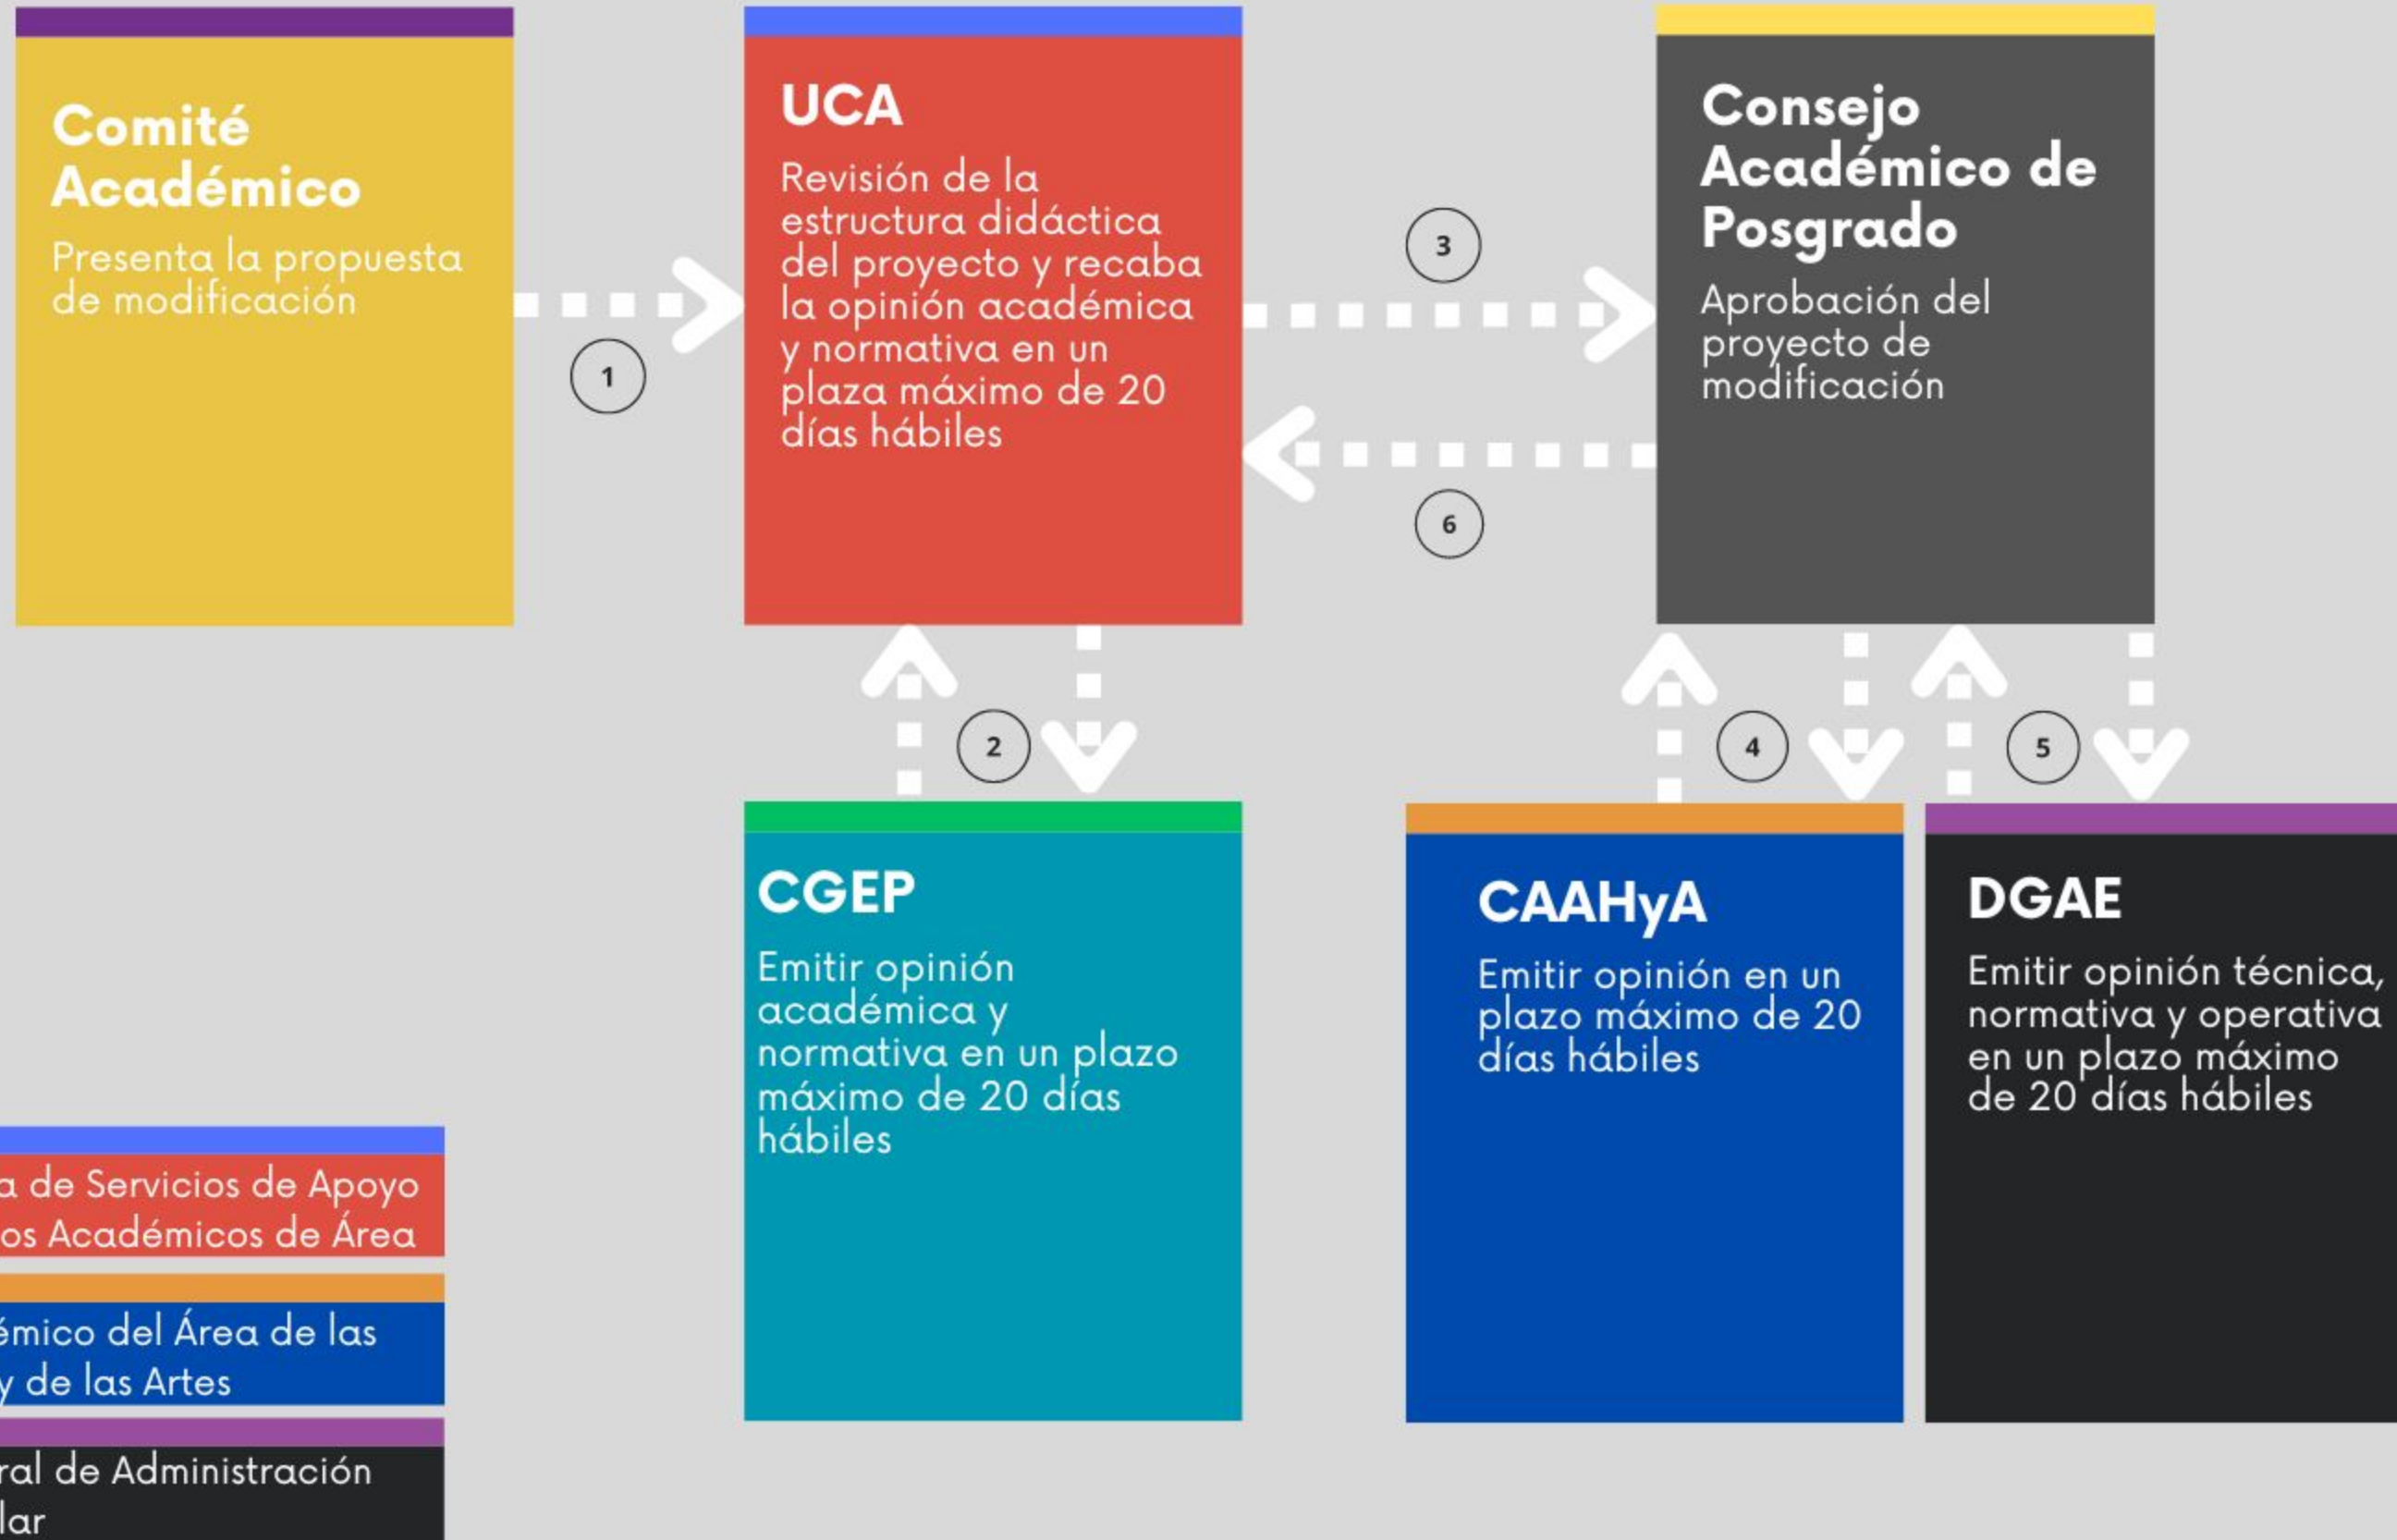 Comité
Académico
Presenta la propuesta
de modificación
1
UCA
Revisión de la
estructura didáctica
del proyecto y recaba
la opinión académica
y normativa en un
plaza máximo de 20
días hábiles
3
6
Consejo
Académico de
Posgrado
Aprobación del
proyecto de
modificación
2
4
5
CGEP
Emitir opinión
académica y
normativa en un plazo
máximo de 20 días
hábiles
CAAHyA
Emitir opinión en un
plazo máximo de 20
días hábiles
DGAE
Emitir opinión técnica,
normativa y operativa
en un plazo máximo
de 20 días hábiles
a de Servicios de Apoyo
os Académicos de Área
émico del Área de las
y de las Artes
ral de Administración
lar